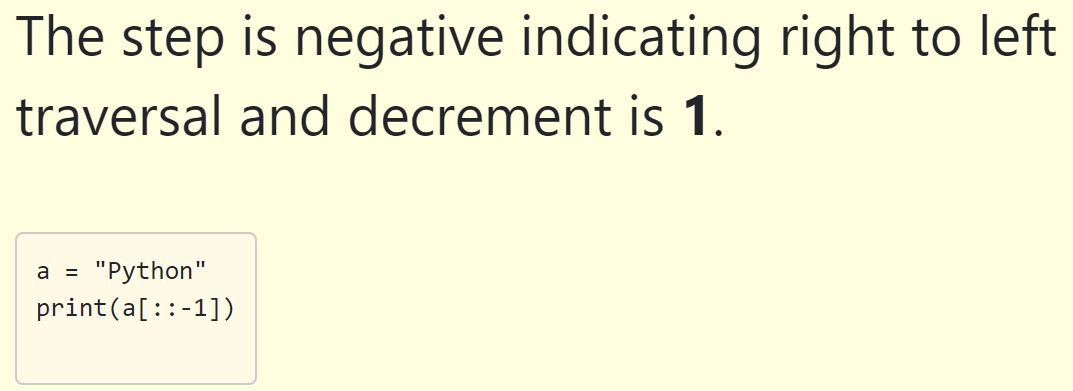 The step is negative indicating right to left
traversal and decrement is 1.
a = "Python"
print(a[::-1])